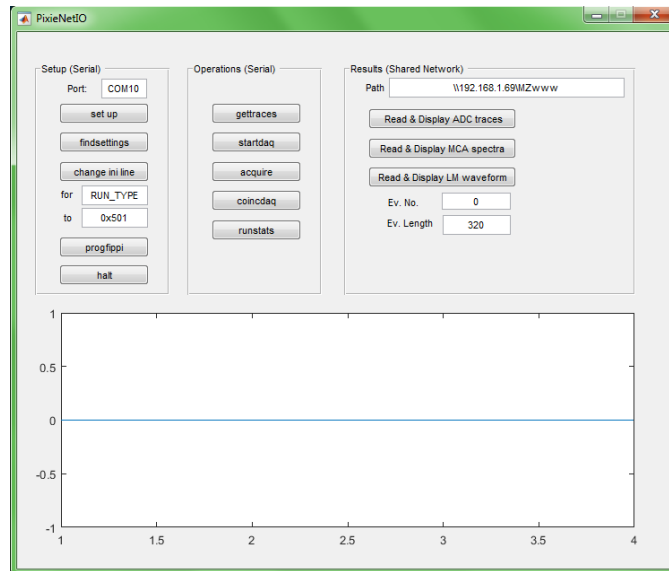 PixieNetIO
Setup (Serial)
Port: COM10
set up
findsettings
change ini line
for RUN_TYPE
to 0x501
progfippi
halt
Operations (Serial)
gettraces
startdaq
acquire
coincdaq
runstats
Results (Shared Network)
Path \\192.168.1.69\MZwww
Read & Display ADC traces
Read & Display MCA spectra
Read & Display LM waveform
Ev. No. 0
Ev. Length 320
1
0.5
0
-0.5
-1
1 1.5 2 2.5 3 3.5 4